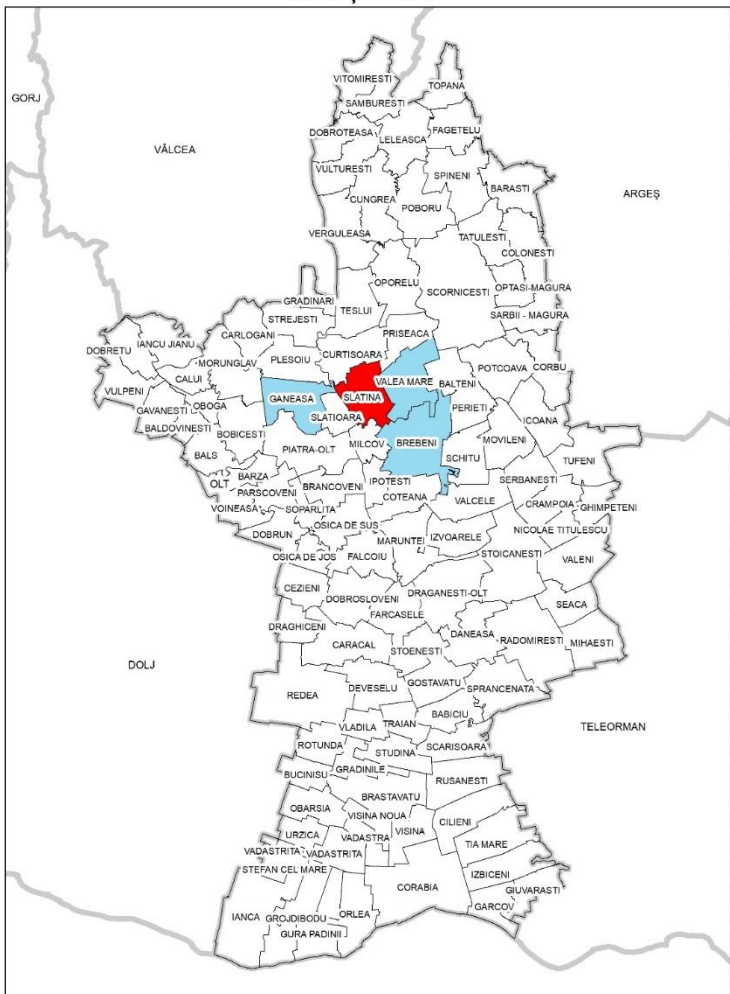 GORJ
VÂLCEA
ARGEȘ
DOLJ
TELEORMAN
VITOMIRESTI
TOPANA
SAMBURESTI
DOBROTEASA
LELEASCA
FAGETELU
VULTURESTI
SPINENI
BARASTI
CUNGREA
POBORU
VERGULEASA
TATULESTI
COLONESTI
OPORELU
GRADINARI
TESLUI
SCORNICESTI
OPTASI-MAGURA
STREJESTI
SARBII - MAGURA
PRISEACA
CARLOGANI
IANCU JIANU
DOBRETU
CURTISOARA
PLESOIU
MORUNGLAV
POTCOAVA
CORBU
CALUI
VALEA MARE
BALTENI
VULPENI
GANEASA
SLATINA
OBOGA
PERIETI
GAVANESTI
SLATIOARA
ICOANA
BALDOVINESTI
BOBICESTI
MILCOV
BREBENI
MOVILENI
BALS
PIATRA-OLT
SCHITU
TUFENI
BARZA
IPOTESTI
SERBANESTI
OLT
BRANCOVENI
PARSCOVENI
COTEANA
VALCELE
CRAMPOIA
GHIMPETENI
VOINEASA
SOPARLITA
OSICA DE SUS
NICOLAE TITULESCU
DOBRUN
MARUNTEI
IZVOARELE
STOICANESTI
OSICA DE JOS
FALCOIU
VALENI
CEZIENI
DRAGANESTI-OLT
DOBROSLOVENI
SEACA
FARCASELE
DRAGHICENI
DANEASA
RADOMIRESTI
MIHAESTI
CARACAL
STOENESTI
GOSTAVATU
SPRANCENATA
REDEA
DEVESELU
BABICIU
TRAIAN
VLADILA
ROTUNDA
STUDINA
SCARISOARA
GRADINILE
BUCINISU
RUSANESTI
BRASTAVATU
OBARSIA
VISINA NOUA
CILIENI
URZICA
VADASTRA
VISINA
TIA MARE
VADASTRITA
VADASTRITA
STEFAN CEL MARE
IZBICENI
CORABIA
GIUVARASTI
GARCOV
IANCA
GROJDIBODU
ORLEA
GURA PADINII